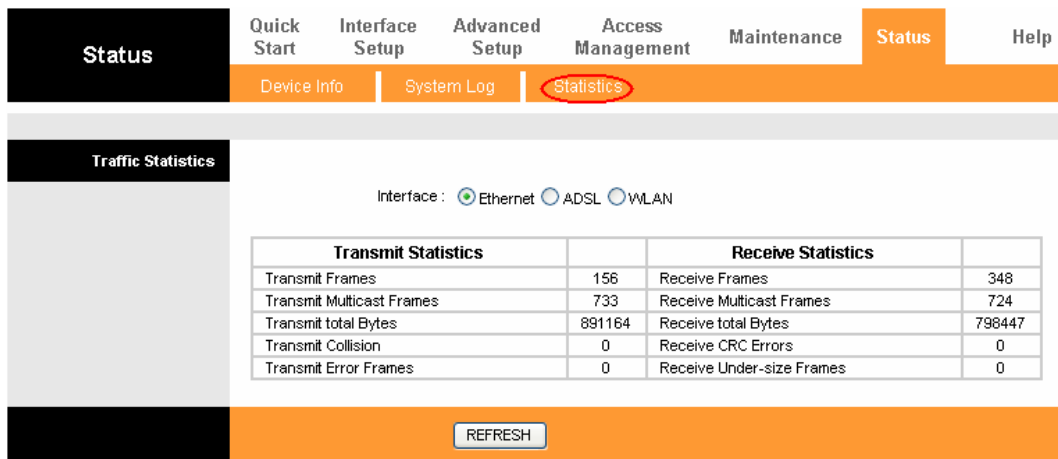 Status
Quick Start
Interface Setup
Advanced Setup
Access Management
Maintenance
Status
Help
Device Info
System Log
Statistics
Traffic Statistics
Interface : Ethernet ADSL WLAN
Transmit Statistics Receive Statistics
Transmit Frames 156 Receive Frames 348
Transmit Multicast Frames 733 Receive Multicast Frames 724
Transmit total Bytes 891164 Receive total Bytes 798447
Transmit Collision 0 Receive CRC Errors 0
Transmit Error Frames 0 Receive Under-size Frames 0
REFRESH